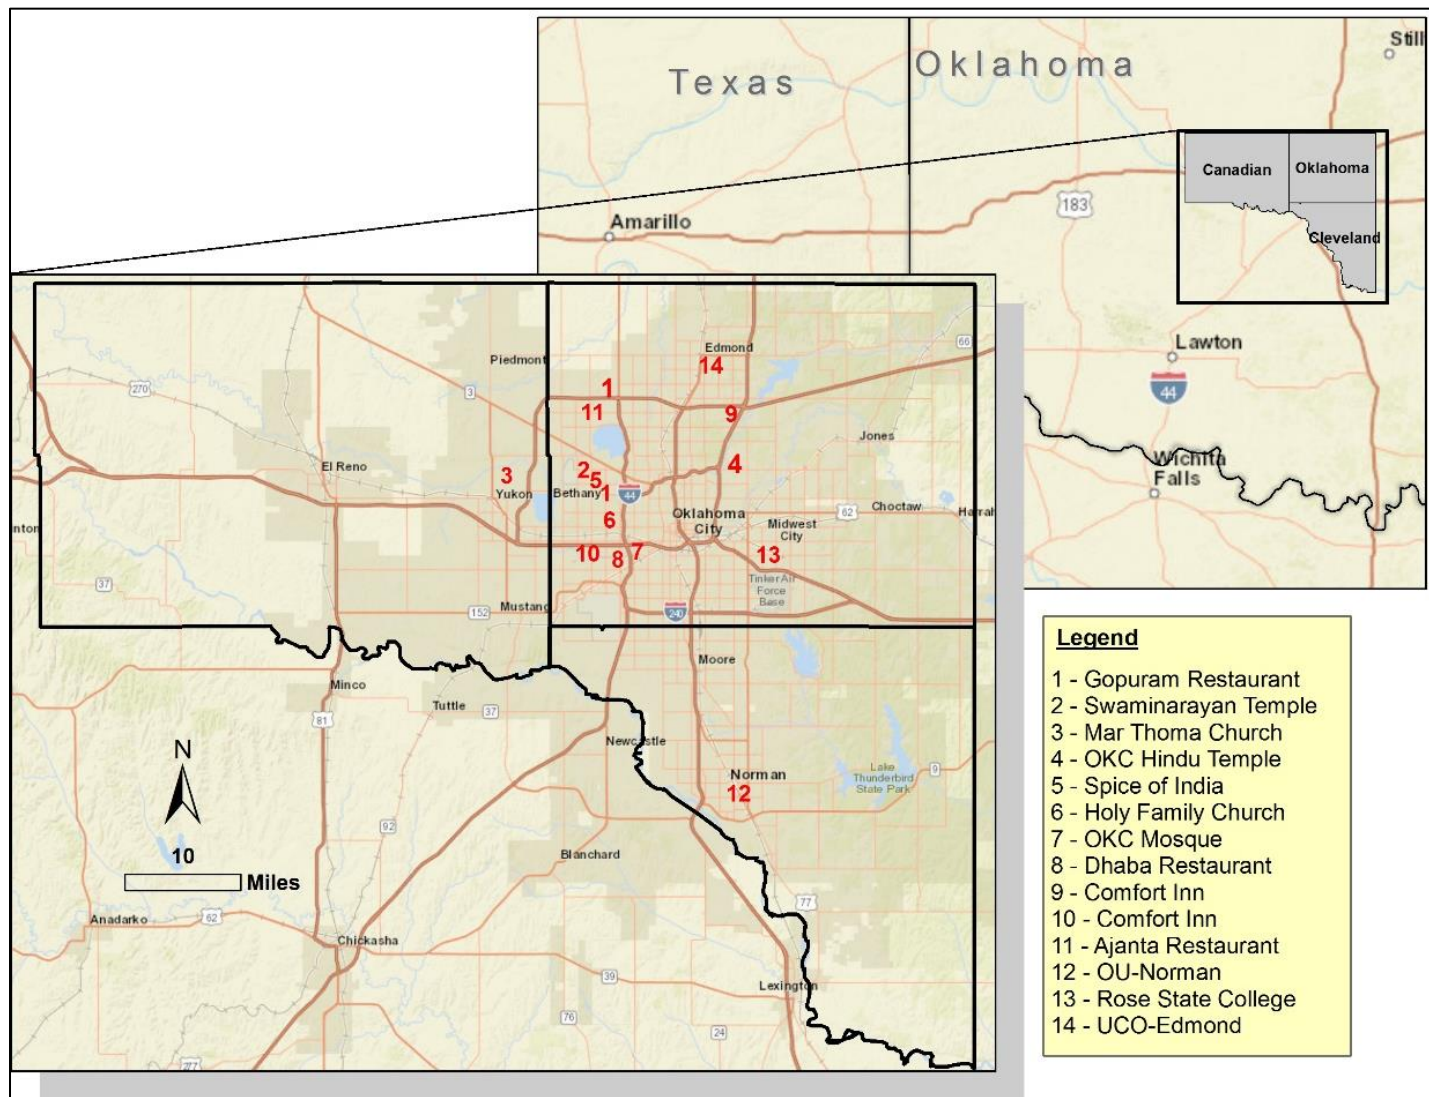 Texas
Oklahoma
Still
Canadian
Oklahoma
183
Amarillo
Cleveland
Lawton
44
Wichita
Falls
Edmond
66
Piedmont
14
270
3
1
11
9
Jones
El Reno
3
Yukon
2
5
Bethany
1
44
4
6
Oklahoma
City
62
Choctaw
Harrah
Midwest
City
nton
10
8
7
13
Tinker Air
Force
Base
37
152
Mustang
240
Moore
Minco
Tuttle
37
81
Newcastle
N
Norman
12
Lake
Thunderbird
State Park
9
92
10
Miles
Blanchard
77
Anadarko
62
Chickasha
39
Lexington
76
24
277
Legend
1 - Gopuram Restaurant
2 - Swaminarayan Temple
3 - Mar Thoma Church
4 - OKC Hindu Temple
5 - Spice of India
6 - Holy Family Church
7 - OKC Mosque
8 - Dhaba Restaurant
9 - Comfort Inn
10 - Comfort Inn
11 - Ajanta Restaurant
12 - OU-Norman
13 - Rose State College
14 - UCO-Edmond